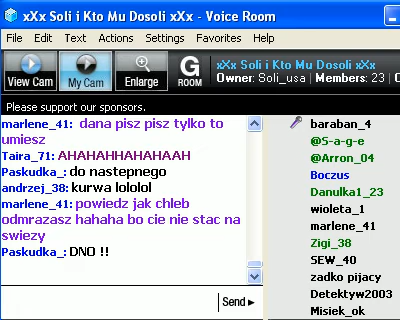 xXx Soli i Kto Mu Dosoli xXx - Voice Room
File Edit Text Actions Settings Favorites Help
View Cam My Cam Enlarge G ROOM
xXx Soli i Kto Mu Dosoli xXx
Owner: Soli_usa | Members: 23 |
Please support our sponsors.
marlene_41: dana pisz pisz tylko to
umiesz
Taira_71: AHAHAHHAHAHAAH
Paskudka_: do nastepnego
andrzej_38: kurwa lololol
marlene_41: powiedz jak chleb
odmrazasz hahaha bo cie nie stac na
swiezy
Paskudka_: DNO !!
Send
baraban_4
@S-a-g-e
@Arron_04
Boczus
Danulka1_23
wioleta_1
marlene_41
Zigi_38
SEW_40
zadko pijacy
Detektyw2003
Misiek_ok